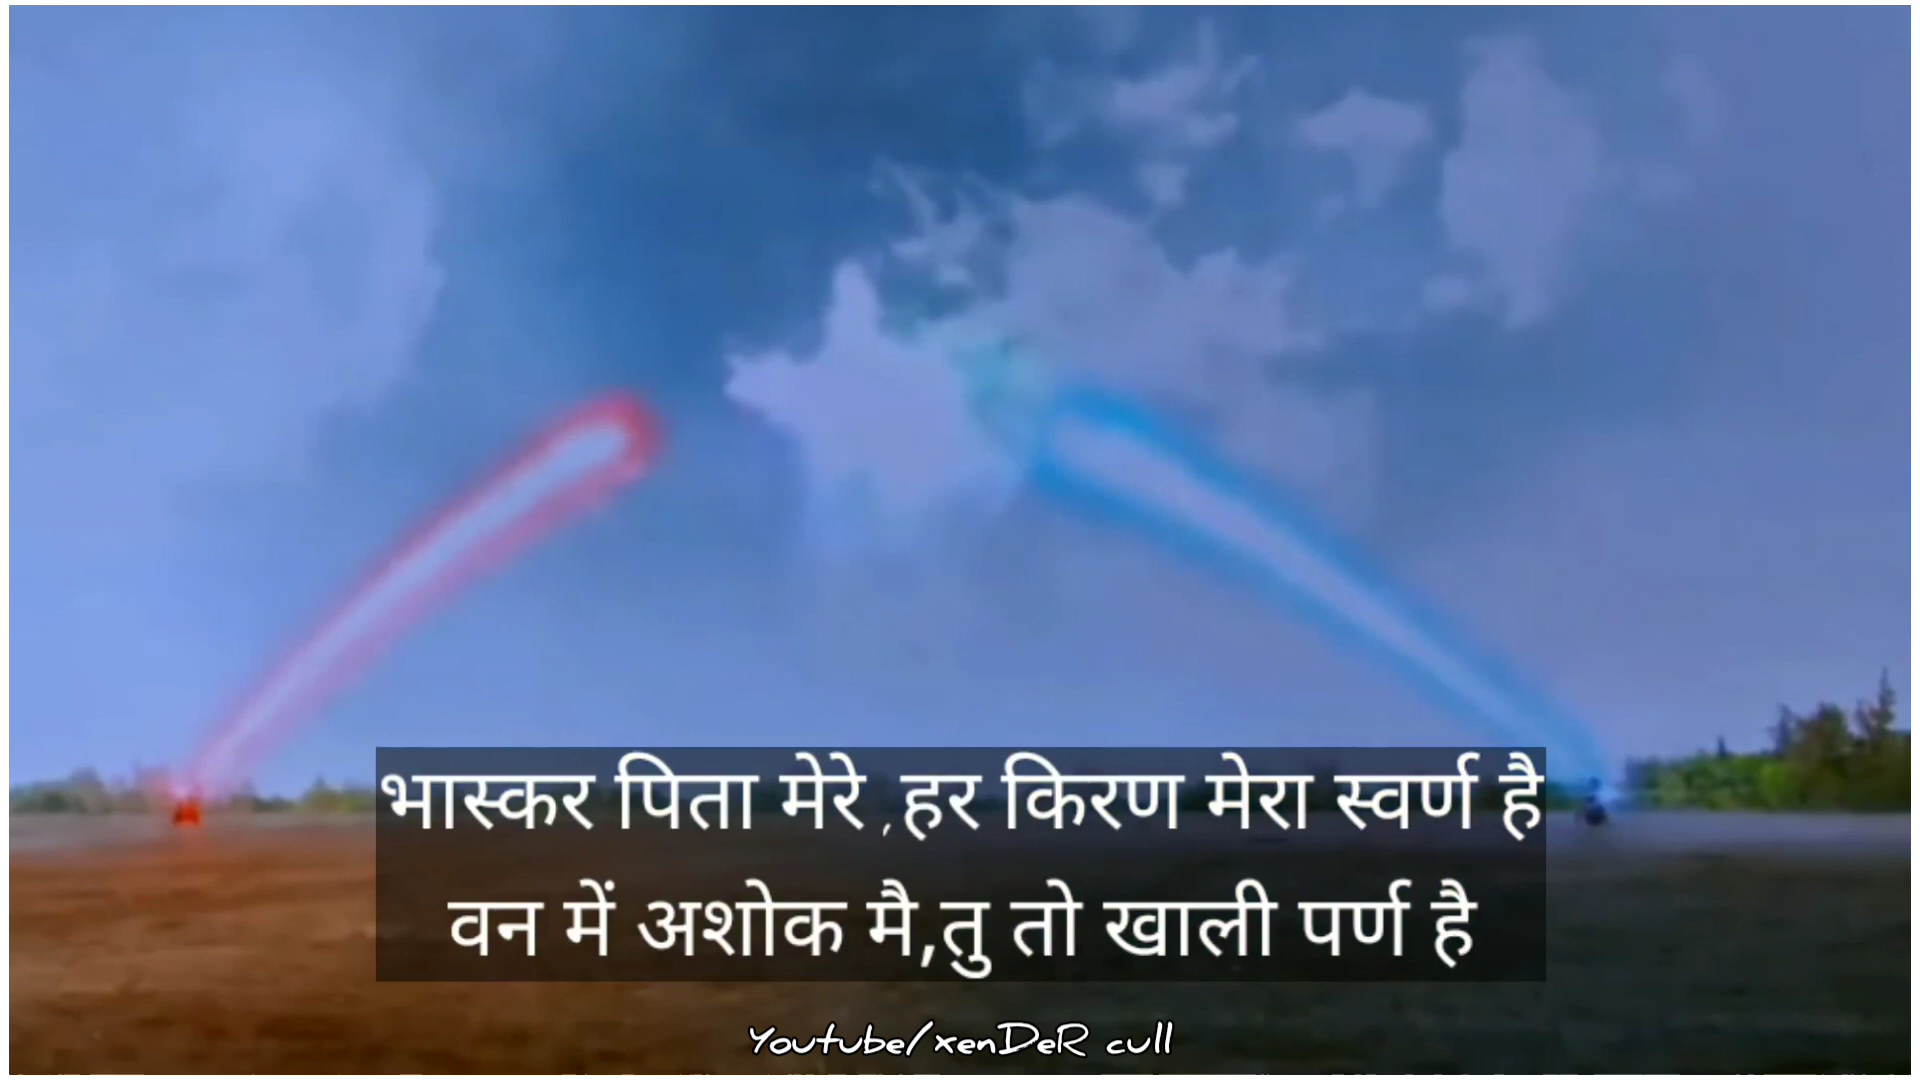 भास्कर पिता मेरे ,हर किरण मेरा स्वर्ण है
वन में अशोक मै,तु तो खाली पर्ण है
Youtube/xenDeR cull